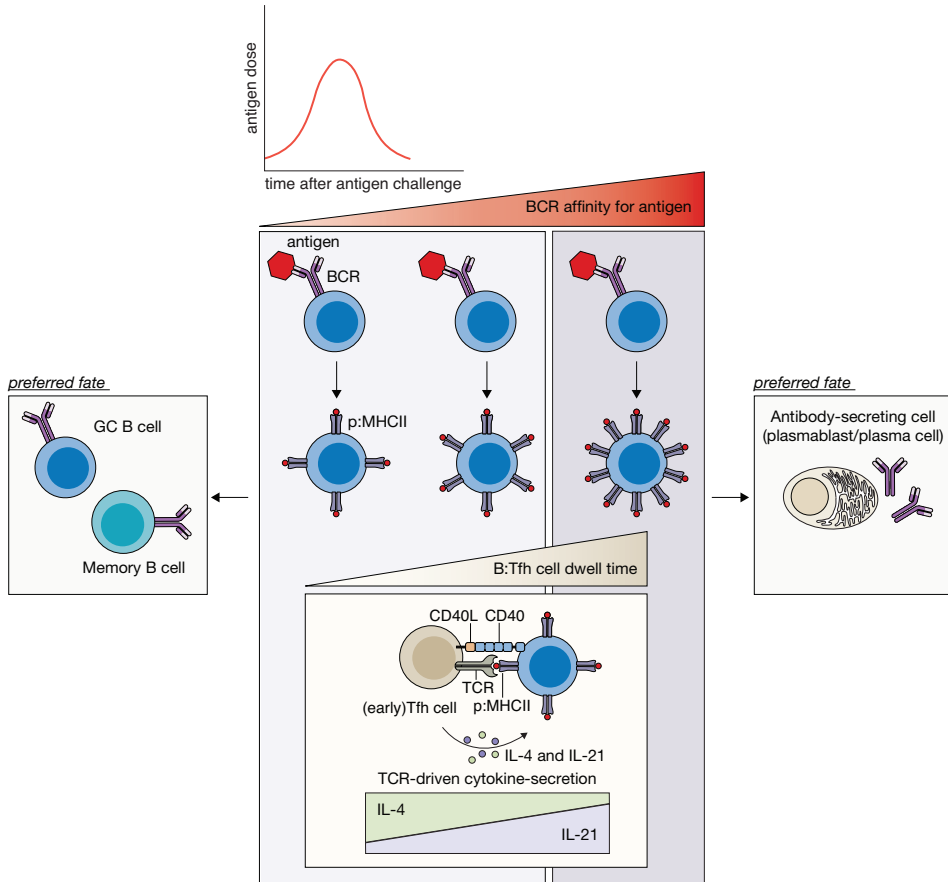 antigen dose
time after antigen challenge
BCR affinity for antigen
antigen
BCR
preferred fate
GC B cell
Memory B cell
p:MHCII
preferred fate
Antibody-secreting cell
(plasmablast/plasma cell)
B:Tfh cell dwell time
CD40L CD40
TCR
(early)Tfh cell
p:MHCII
IL-4 and IL-21
TCR-driven cytokine-secretion
IL-4
IL-21